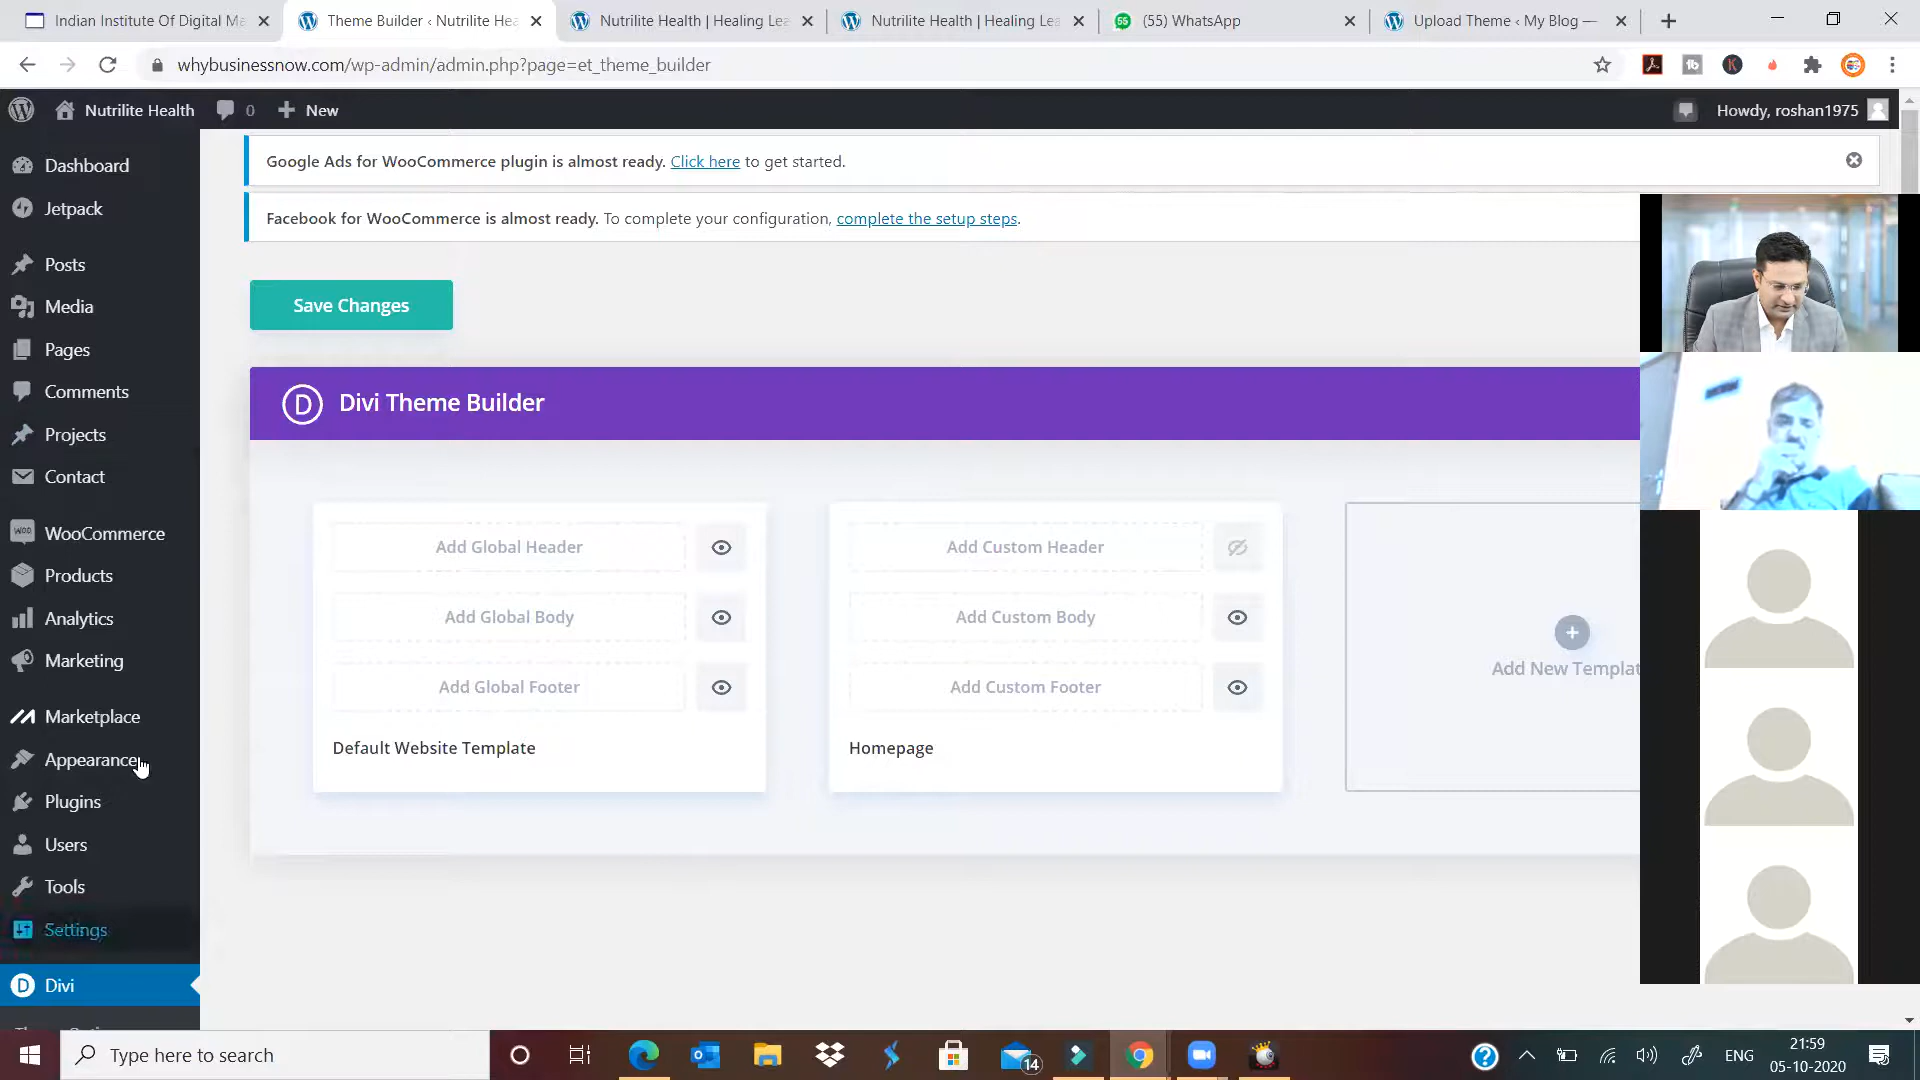 Indian Institute Of Digital Ma
Theme Builder ‹ Nutrilite Hea
Nutrilite Health | Healing Lea
Nutrilite Health | Healing Lea
(55) WhatsApp
Upload Theme ‹ My Blog —
whybusinessnow.com/wp-admin/admin.php?page=et_theme_builder
Nutrilite Health
0
New
Howdy, roshan1975
Dashboard
Jetpack
Posts
Media
Pages
Comments
Projects
Contact
WooCommerce
Products
Analytics
Marketing
Marketplace
Appearance
Plugins
Users
Tools
Settings
Divi
Google Ads for WooCommerce plugin is almost ready. Click here to get started.
Facebook for WooCommerce is almost ready. To complete your configuration, complete the setup steps.
Save Changes
D
Divi Theme Builder
Add Global Header
Add Global Body
Add Global Footer
Default Website Template
Add Custom Header
Add Custom Body
Add Custom Footer
Homepage
Add New Templat
Type here to search
14
ENG
21:59
05-10-2020